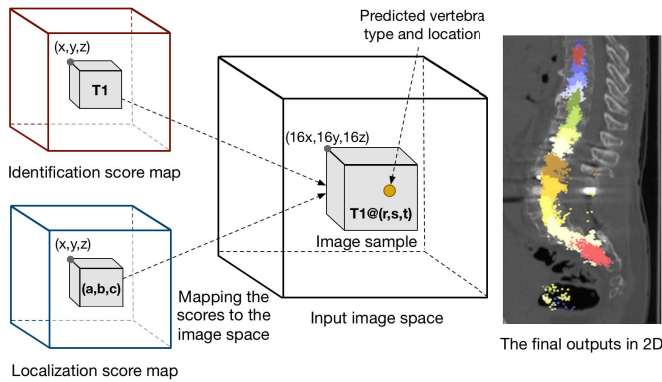 Predicted vertebra
type and location
(x,y,z)
T1
Identification score map
(16x,16y,16z)
T1@(r,s,t)
Image sample
(x,y,z)
(a,b,c)
Mapping the
scores to the
image space
Input image space
Localization score map
The final outputs in 2D